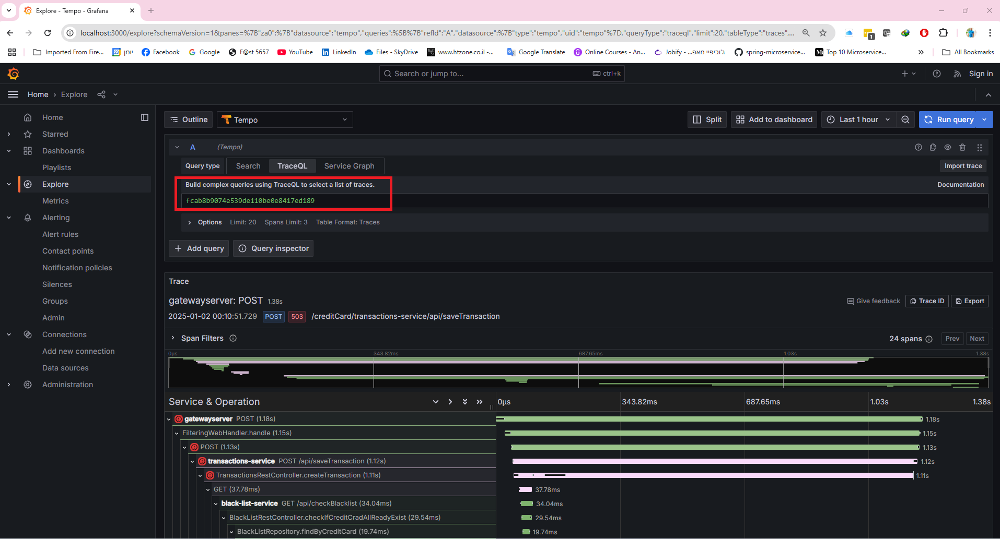 Explore - Tempo - Grafana
localhost:3000/explore?schemaVersion=1&panes=%7B"za0":%7B"datasource":"tempo","queries":%5B%7B"refId":"A","datasource":%7B"type":"tempo","uid":"tempo"%7D,"queryType":"traceql","limit":20,"tableType":"traces",...
1
Imported From Fire... 23 יומן Facebook Google F@st 5657 YouTube LinkedIn Files - SkyDrive www.htzone.co.il -... Google Translate Online Courses - An... Jobify - ...ג'וביפיי מאפ spring-microservice... Top 10 Microservice... » All Bookmarks
Search or jump to... ctrl+k
Sign in
Home › Explore
Home
Starred
Dashboards
Playlists
Explore
Metrics
Alerting
Alert rules
Contact points
Notification policies
Silences
Groups
Admin
Connections
Add new connection
Data sources
Administration
Outline Tempo Split Add to dashboard Last 1 hour Run query
A (Tempo)
Query type Search TraceQL Service Graph Import trace
Build complex queries using TraceQL to select a list of traces. Documentation
fcab8b9074e539de110be0e8417ed189
Options Limit: 20 Spans Limit: 3 Table Format: Traces
+ Add query Query inspector
Trace
gatewayserver: POST 1.38s Give feedback Trace ID Export
2025-01-02 00:10:51.729 POST 503 /creditCard/transactions-service/api/saveTransaction
Span Filters 24 spans Prev Next
0μs 343.82ms 687.65ms 1.03s 1.38s
Service & Operation 0μs 343.82ms 687.65ms 1.03s 1.38s
gatewayserver POST (1.18s) 1.18s
FilteringWebHandler.handle (1.15s) 1.15s
POST (1.13s) 1.13s
transactions-service POST /api/saveTransaction (1.12s) 1.12s
TransactionsRestController.createTransaction (1.11s) 1.11s
GET (37.78ms) 37.78ms
black-list-service GET /api/checkBlacklist (34.04ms) 34.04ms
BlackListRestController.checkIfCreditCradAllReadyExist (29.54ms) 29.54ms
BlackListRepository.findByCreditCard (19.74ms) 19.74ms